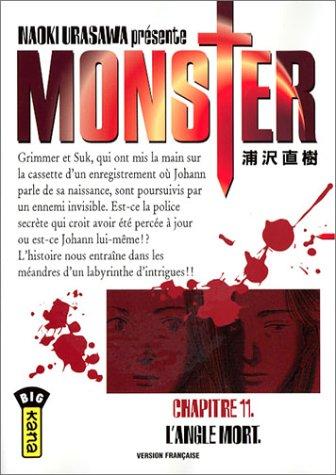 NAOKI URASAWA présente
MONSTER
浦沢直樹
Grimmer et Suk, qui ont mis la main sur
la cassette d'un enregistrement où Johann
parle de sa naissance, sont poursuivis par
un ennemi invisible. Est-ce la police
secrète qui croit avoir été percée à jour
ou est-ce Johann lui-même!?
L'histoire nous entraîne dans les
méandres d'un labyrinthe d'intrigues!!
BIG
kana
CHAPITRE 11.
L'ANGLE MORT.
VERSION FRANÇAISE